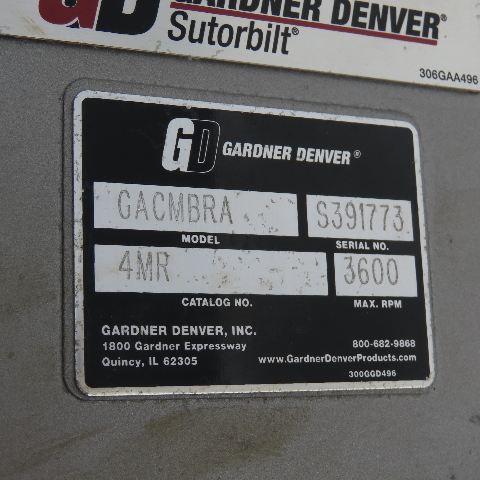 GD GARDNER DENVER®
Sutorbilt®
306GAA496
GD GARDNER DENVER®
GACMBRA S391773
MODEL SERIAL NO.
4MR 3600
CATALOG NO. MAX. RPM
GARDNER DENVER, INC.
1800 Gardner Expressway 800-682-9868
Quincy, IL 62305 www.GardnerDenverProducts.com
300GGD496